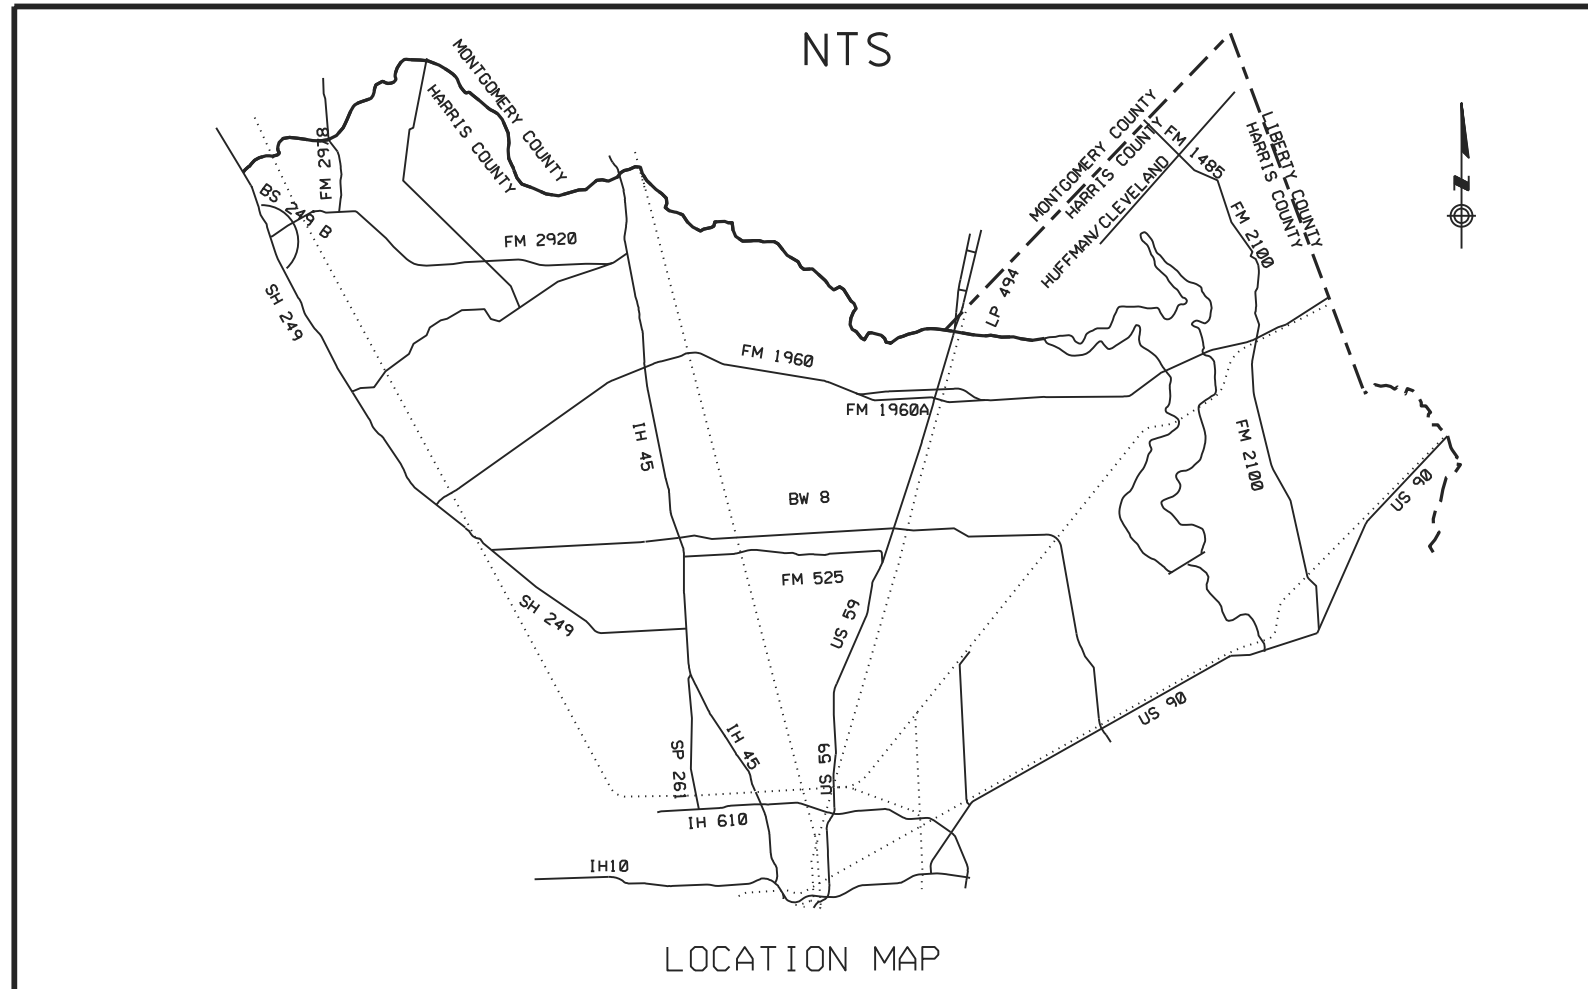 NTS
MONTGOMERY COUNTY
HARRIS COUNTY
FM 2978
BS 249 B
FM 2920
SH 249
MONTGOMERY COUNTY
HARRIS COUNTY
HUFFMAN/CLEVELAND
FM 1485
LIBERTY COUNTY
HARRIS COUNTY
FM 2100
N
LP 494
FM 1960
FM 1960A
IH 45
FM 2100
US 90
BW 8
FM 525
SH 249
US 59
US 90
SP 261
IH 45
US 59
IH 610
IH10
LOCATION MAP